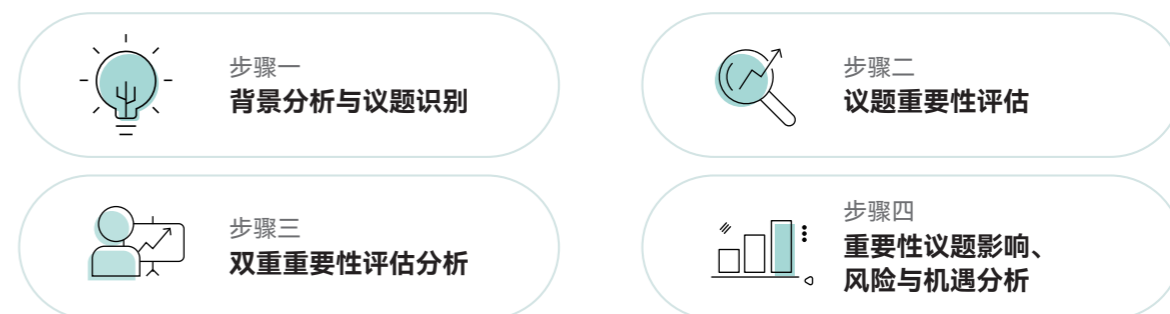 步骤一
背景分析与议题识别
步骤二
议题重要性评估
步骤三
双重重要性评估分析
步骤四
重要性议题影响、
风险与机遇分析